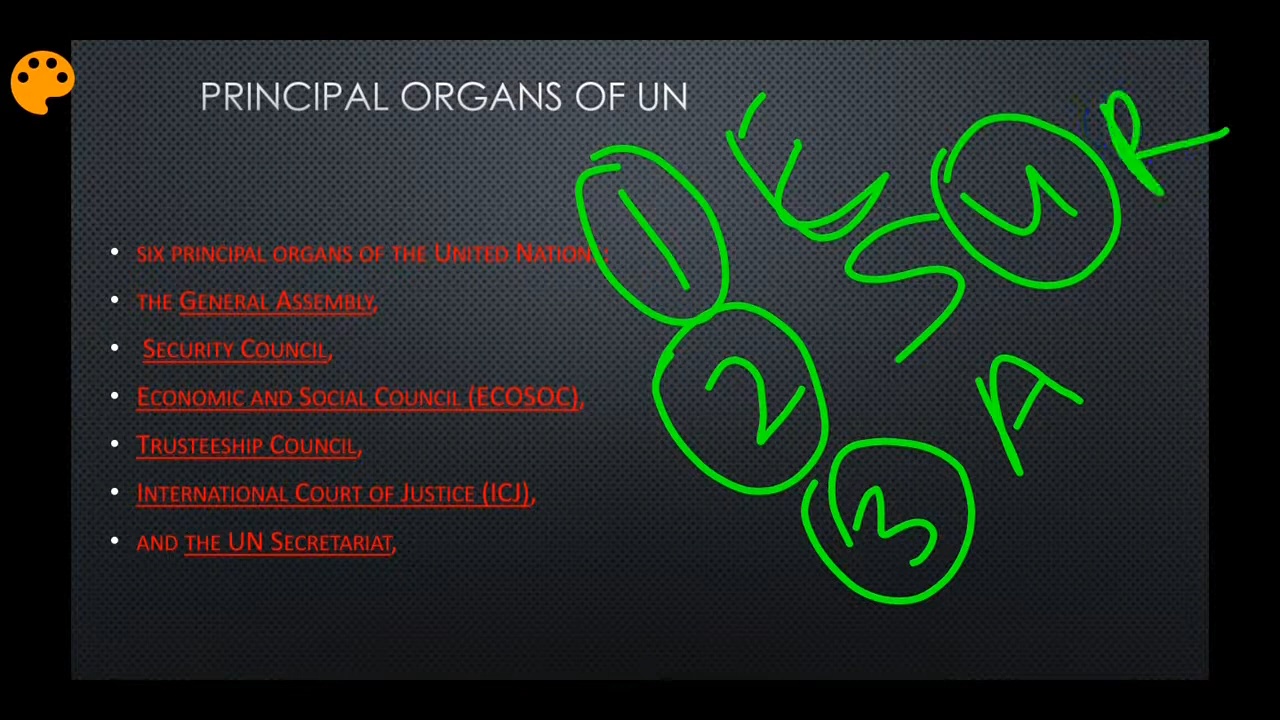 PRINCIPAL ORGANS OF UN
• SIX PRINCIPAL ORGANS OF THE UNITED NATIONS:
• THE GENERAL ASSEMBLY,
• SECURITY COUNCIL,
• ECONOMIC AND SOCIAL COUNCIL (ECOSOC),
• TRUSTEESHIP COUNCIL,
• INTERNATIONAL COURT OF JUSTICE (ICJ),
• AND THE UN SECRETARIAT,
1
E
2
S
3
A
4
R